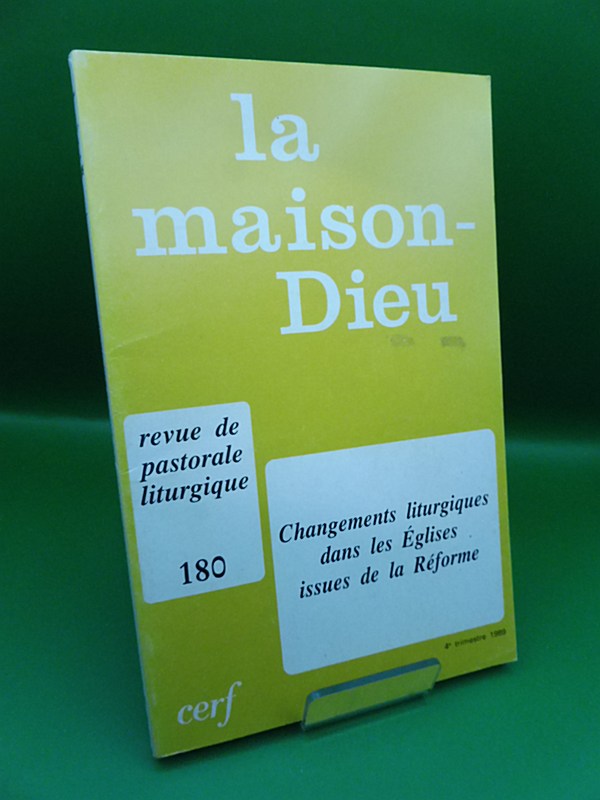 la
maison-
Dieu
revue de
pastorale
liturgique
180
Changements liturgiques
dans les Églises
issues de la Réforme
4e trimestre 1989
cerf